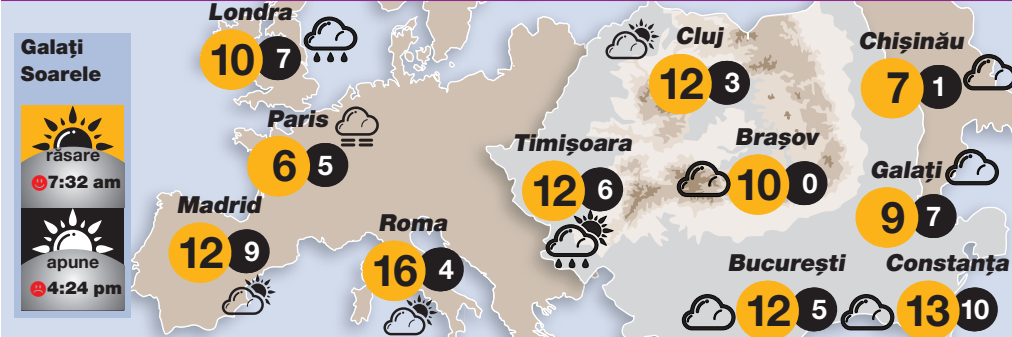 Galați
Soarele
răsare
7:32 am
apune
4:24 pm
Londra
10 7
Paris
6 5
Madrid
12 9
Roma
16 4
Timișoara
12 6
Cluj
12 3
Brașov
10 0
Chișinău
7 1
Galați
9 7
București
12 5
Constanța
13 10